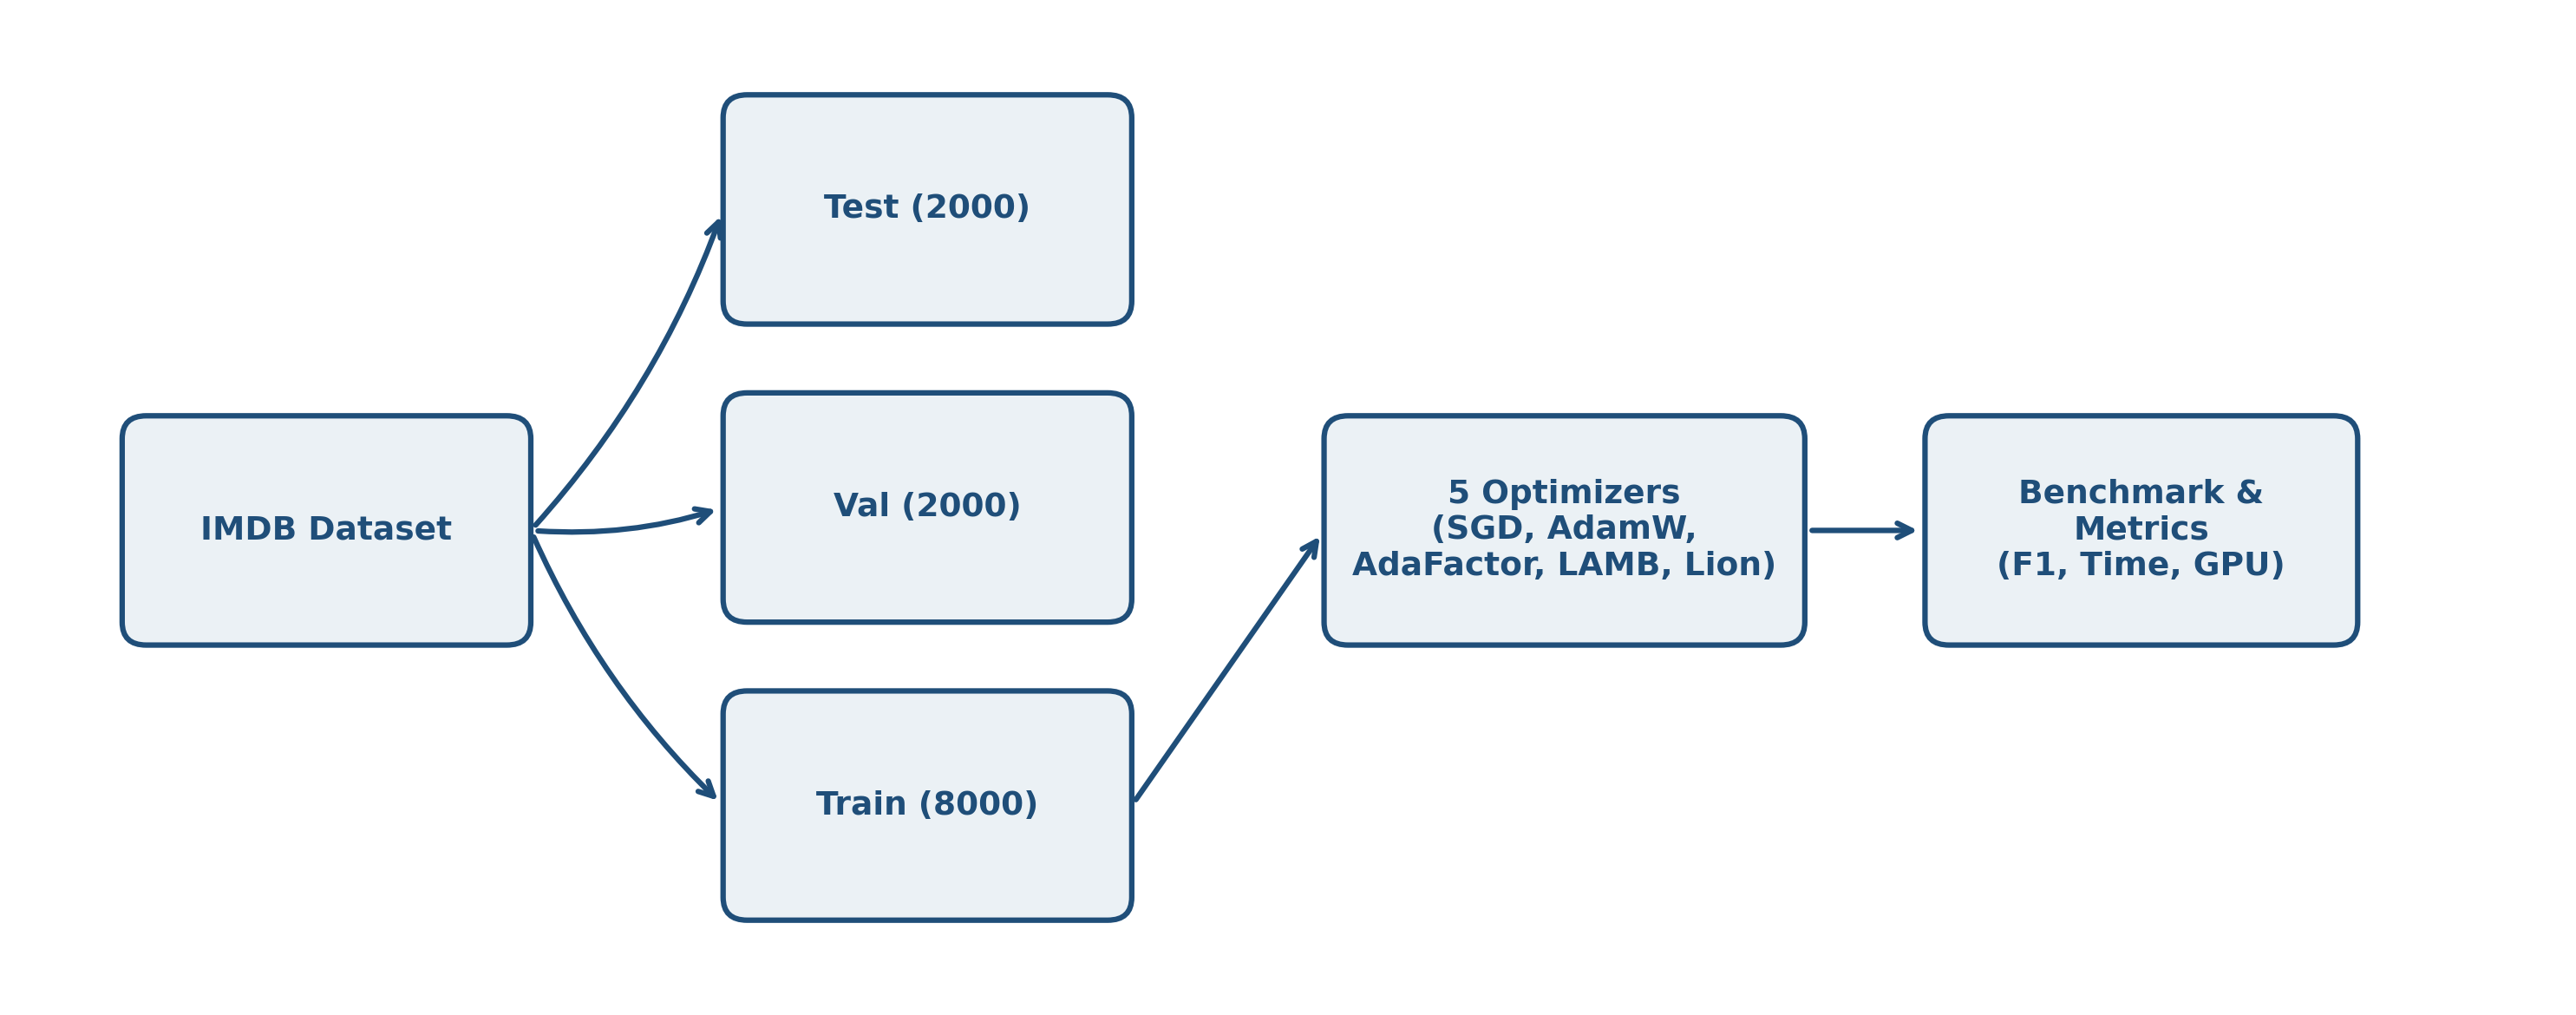 IMDB Dataset
Test (2000)
Val (2000)
Train (8000)
5 Optimizers
(SGD, AdamW,
AdaFactor, LAMB, Lion)
Benchmark &
Metrics
(F1, Time, GPU)